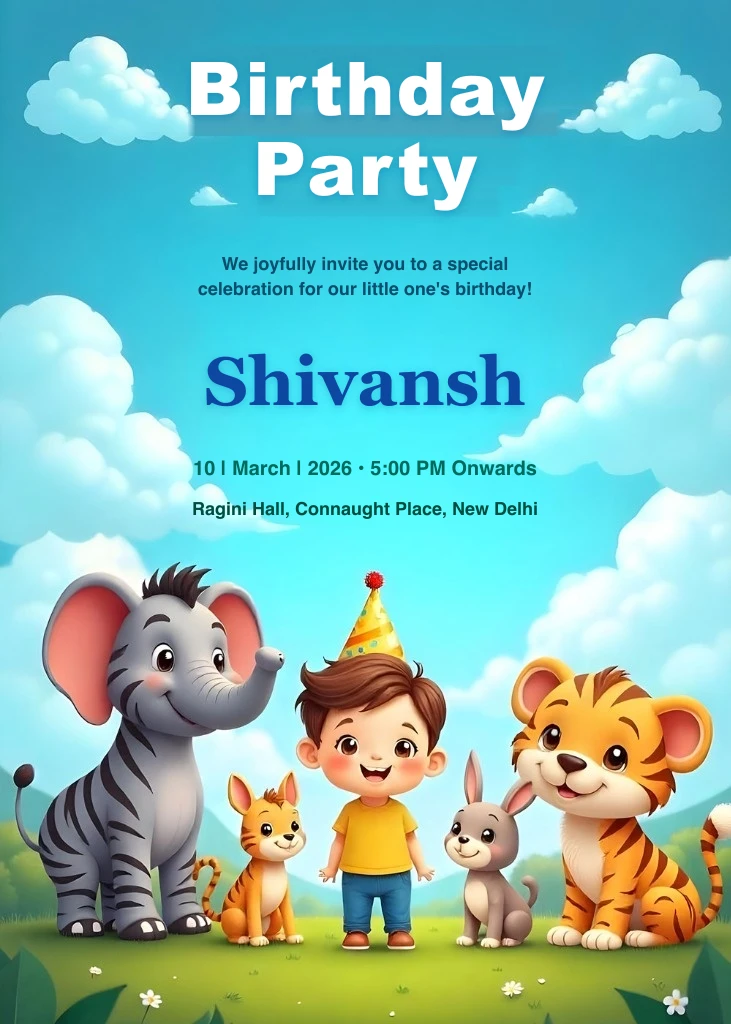 Birthday
Party
We joyfully invite you to a special
celebration for our little one's birthday!
Shivansh
10 | March | 2026 • 5:00 PM Onwards
Ragini Hall, Connaught Place, New Delhi